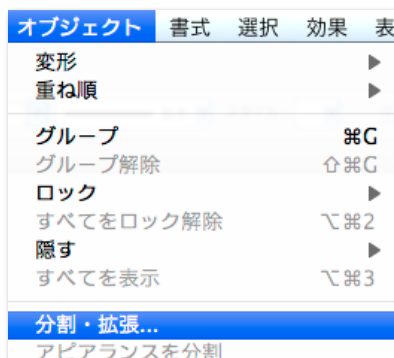 オブジェクト 書式 選択 効果 表
変形
重ね順
グループ ⌘G
グループ解除 ⇧⌘G
ロック
すべてをロック解除 ⌥⌘2
隠す
すべてを表示 ⌥⌘3
分割・拡張...
アピアランスを分割